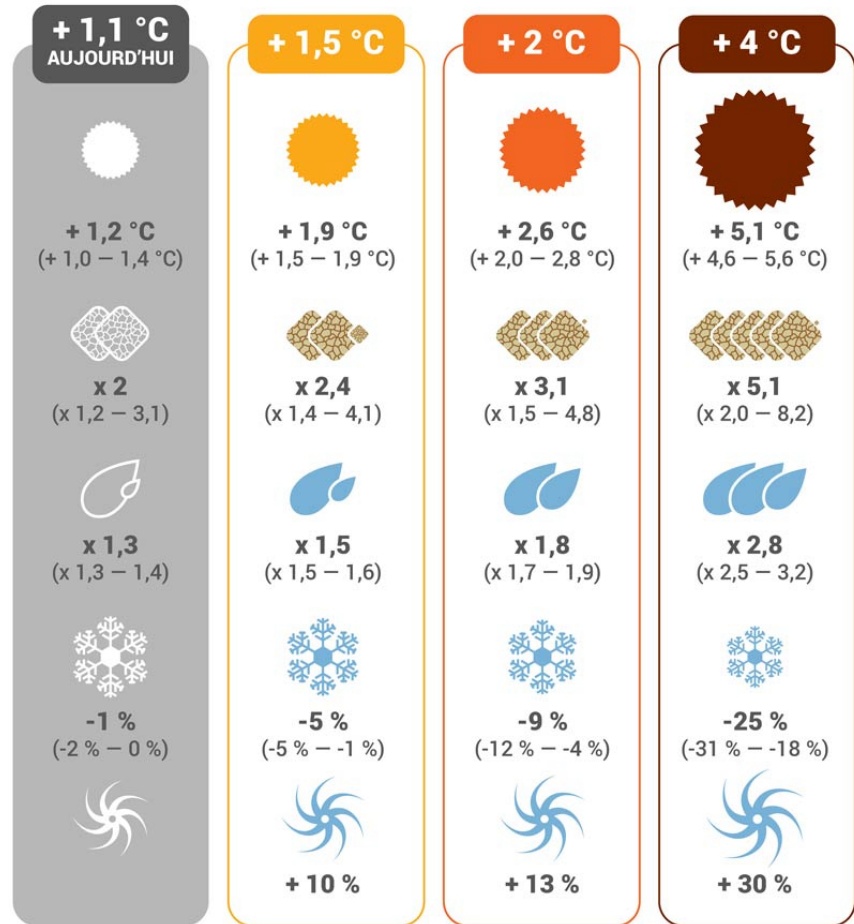 + 1,1 °C
AUJOURD'HUI
+ 1,5 °C
+ 2 °C
+ 4 °C
+ 1,2 °C
(+ 1,0 — 1,4 °C)
+ 1,9 °C
(+ 1,5 — 1,9 °C)
+ 2,6 °C
(+ 2,0 — 2,8 °C)
+ 5,1 °C
(+ 4,6 — 5,6 °C)
x 2
(x 1,2 — 3,1)
x 2,4
(x 1,4 — 4,1)
x 3,1
(x 1,5 — 4,8)
x 5,1
(x 2,0 — 8,2)
x 1,3
(x 1,3 — 1,4)
x 1,5
(x 1,5 — 1,6)
x 1,8
(x 1,7 — 1,9)
x 2,8
(x 2,5 — 3,2)
-1 %
(-2 % — 0 %)
-5 %
(-5 % — -1 %)
-9 %
(-12 % — -4 %)
-25 %
(-31 % — -18 %)
+ 10 %
+ 13 %
+ 30 %